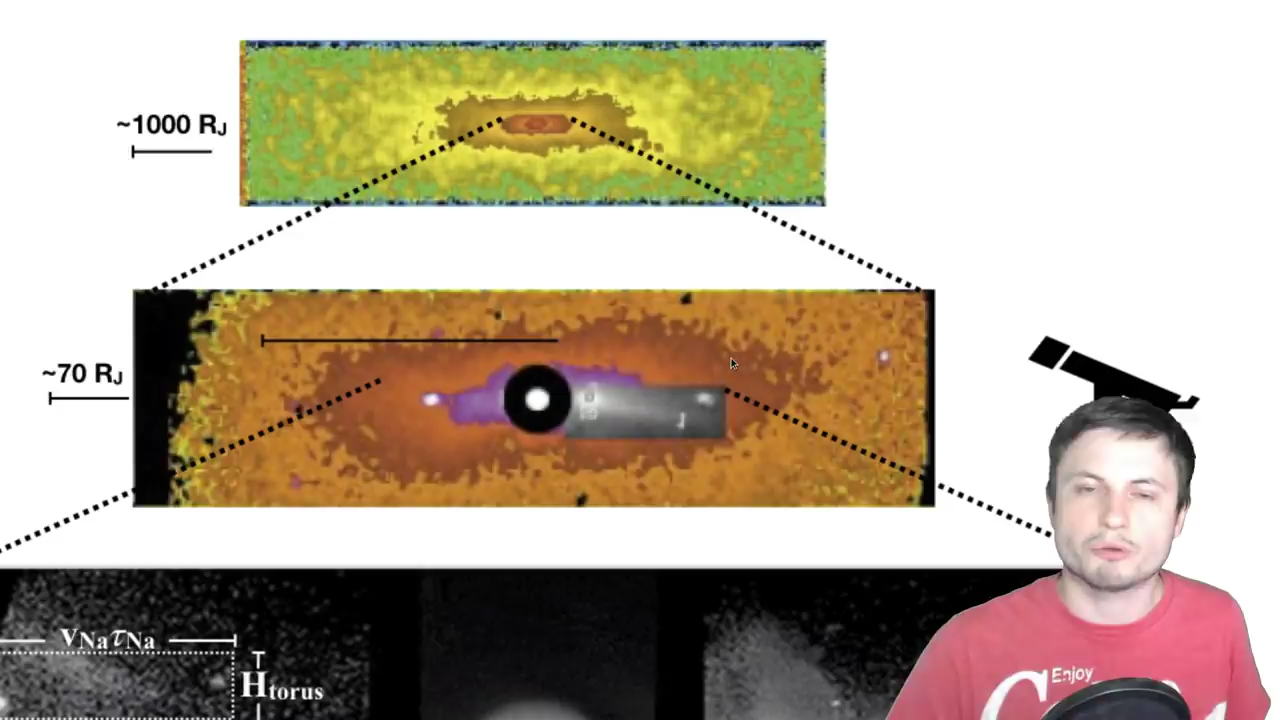 ~1000 RJ
~70 RJ
VNaτNa
Htorus
Enjoy